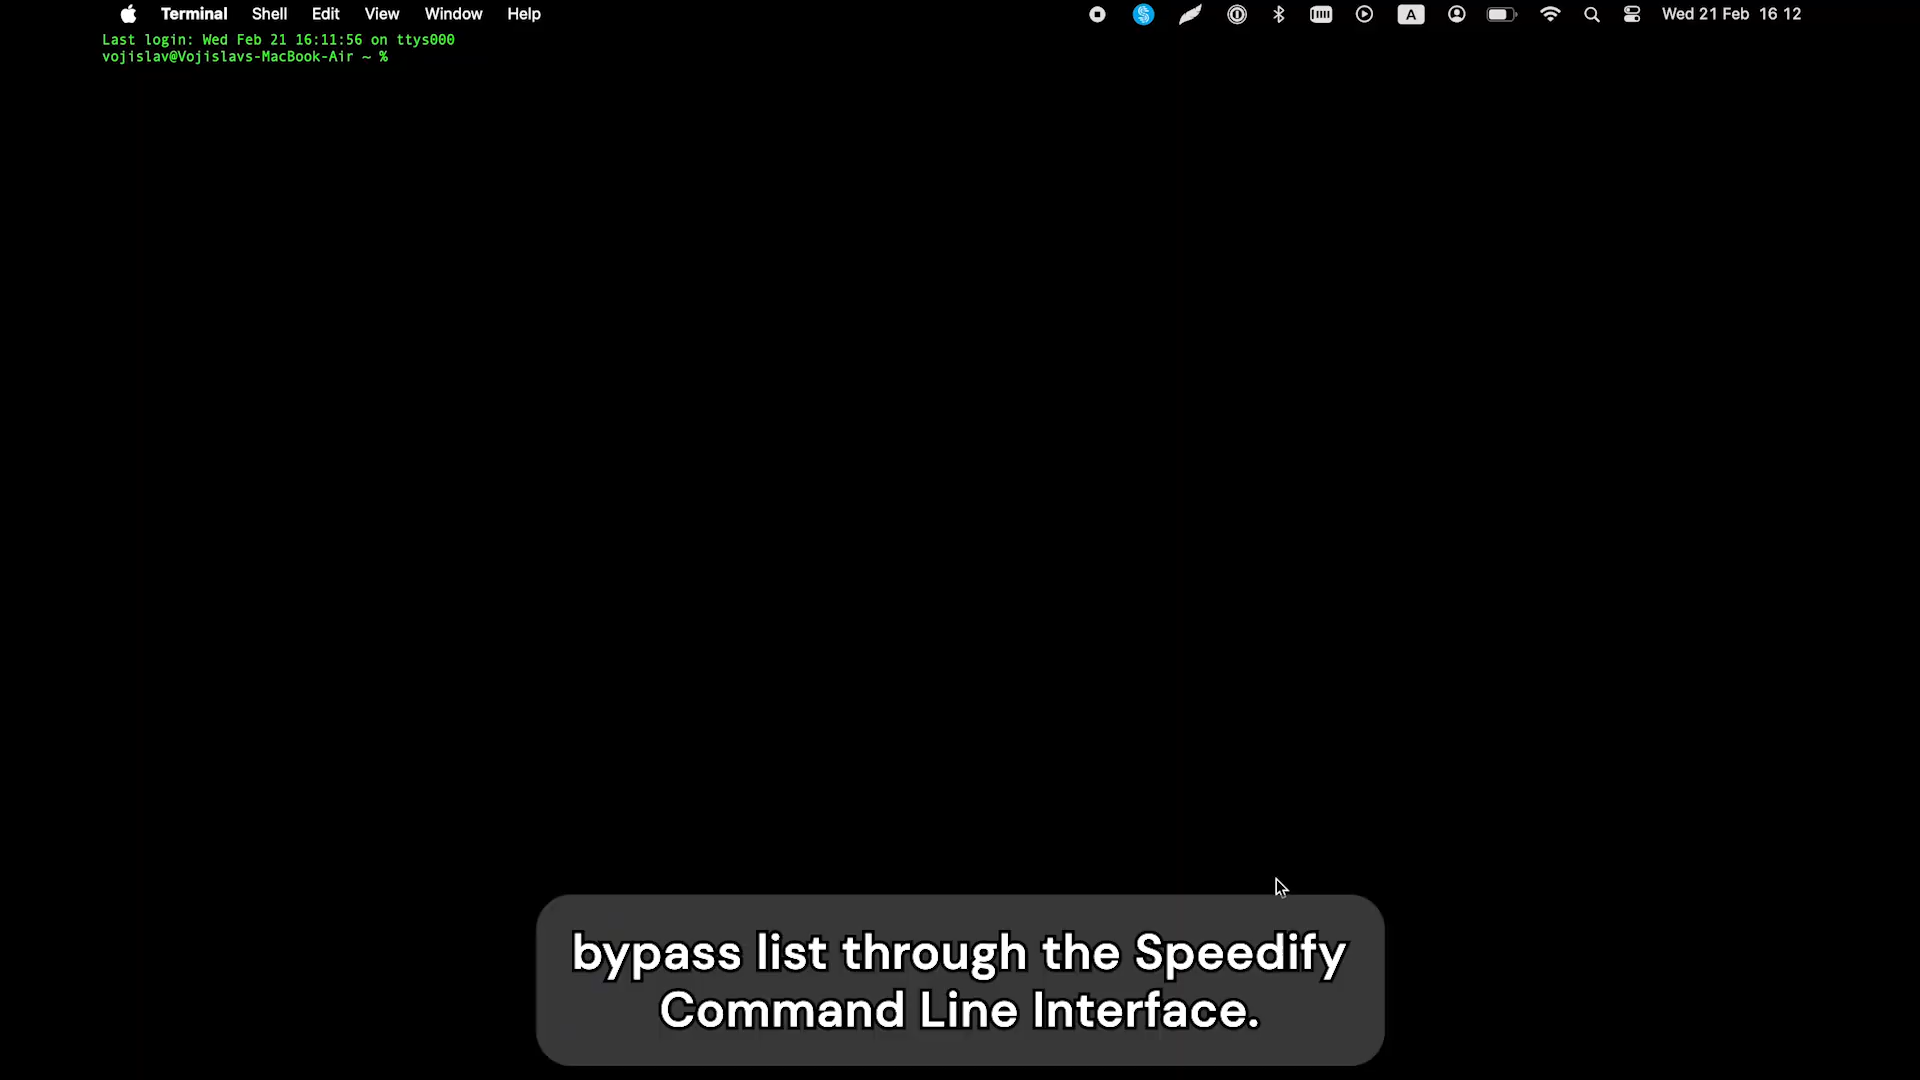 Terminal Shell Edit View Window Help A Wed 21 Feb 16 12
Last login: Wed Feb 21 16:11:56 on ttys000
vojislav@Vojislavs-MacBook-Air ~ %
bypass list through the Speedify
Command Line Interface.